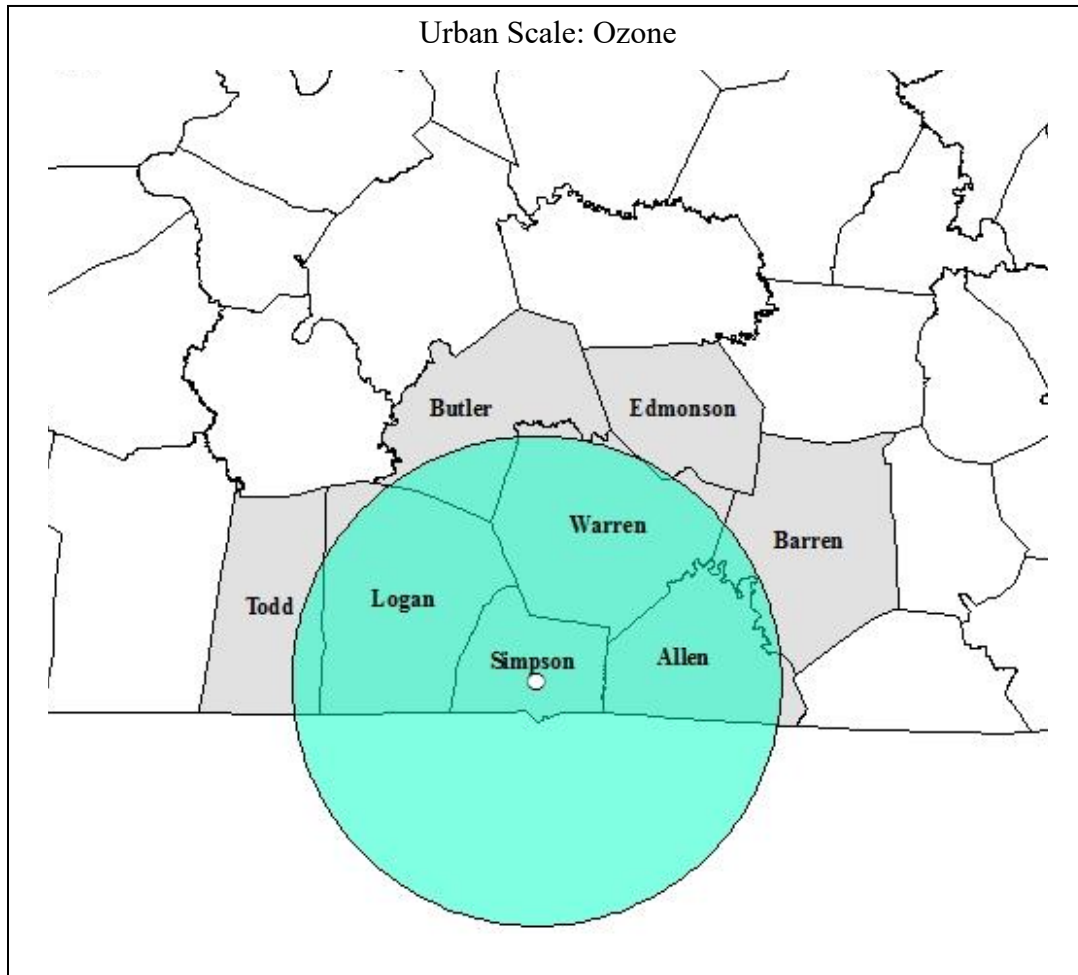 Urban Scale: Ozone
Butler
Edmonson
Warren
Barren
Todd
Logan
Simpson
Allen